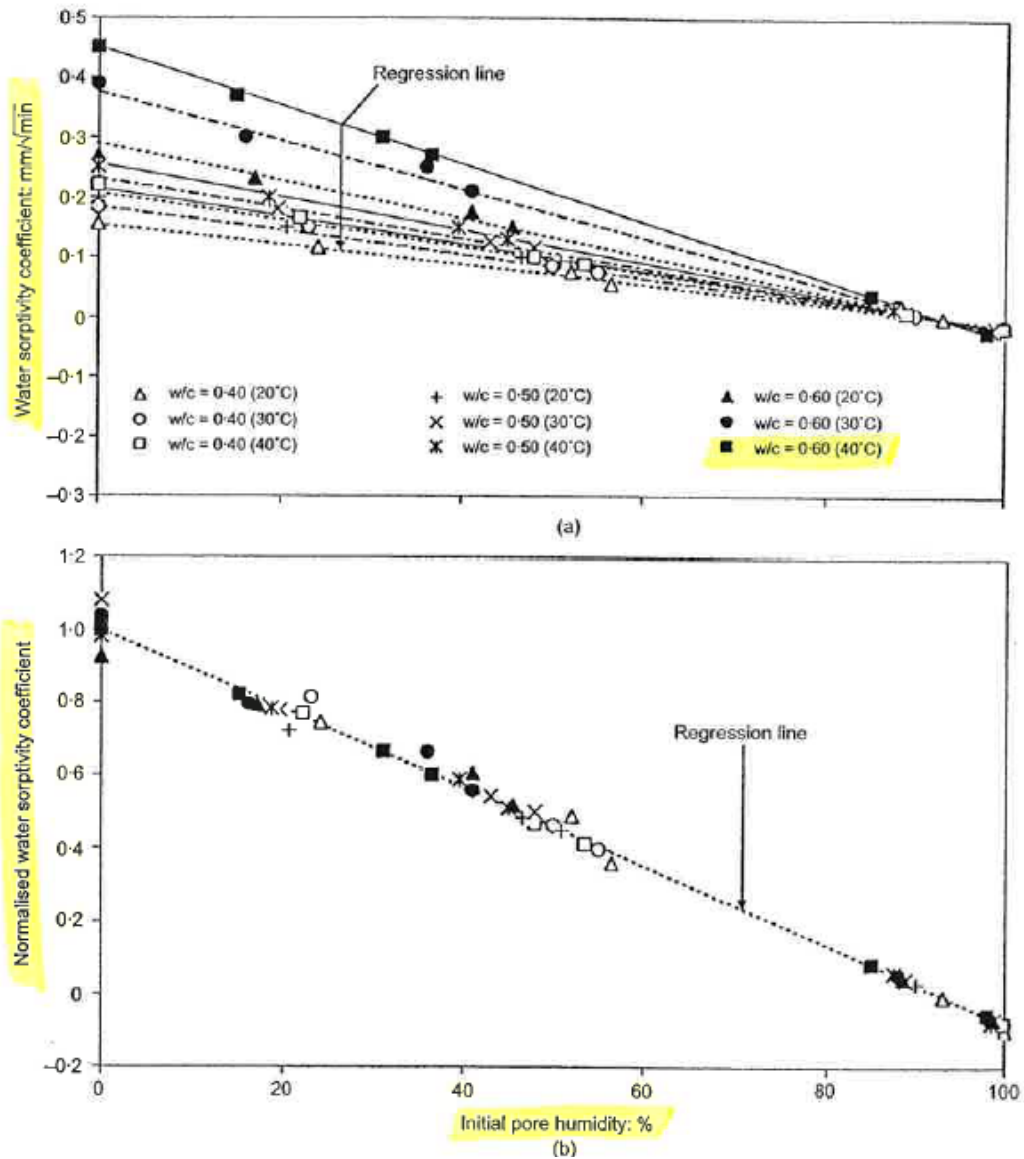 0·5
0·4
0·3
0·2
0·1
0
–0·1
–0·2
–0·3
Water sorptivity coefficient: mm/√min
Regression line
w/c = 0·40 (20°C)
w/c = 0·40 (30°C)
w/c = 0·40 (40°C)
w/c = 0·50 (20°C)
w/c = 0·50 (30°C)
w/c = 0·50 (40°C)
w/c = 0·60 (20°C)
w/c = 0·60 (30°C)
w/c = 0·60 (40°C)
(a)
1·2
1·0
0·8
0·6
0·4
0·2
0
–0·2
Normalised water sorptivity coefficient
Regression line
0 20 40 60 80 100
Initial pore humidity: %
(b)